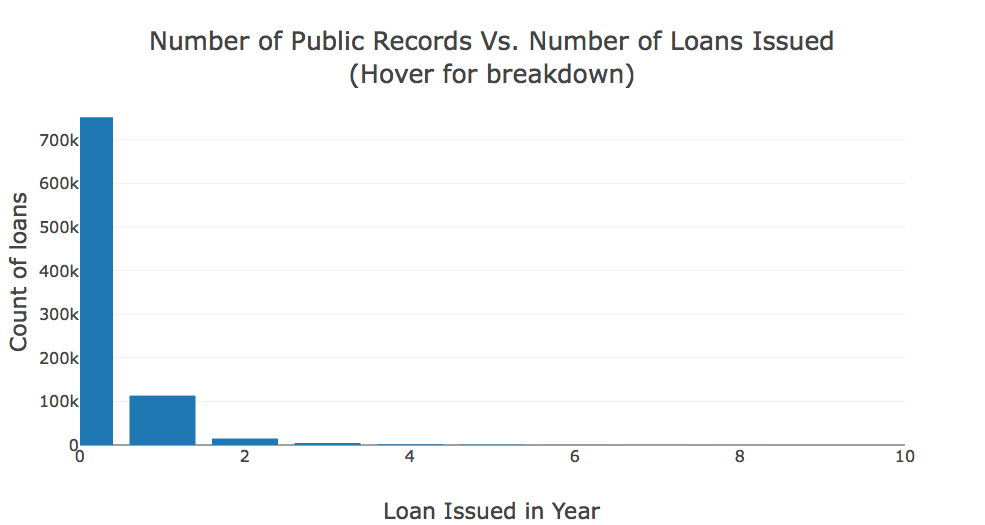 Number of Public Records Vs. Number of Loans Issued
(Hover for breakdown)
Count of loans
700k
600k
500k
400k
300k
200k
100k
0
0 2 4 6 8 10
Loan Issued in Year